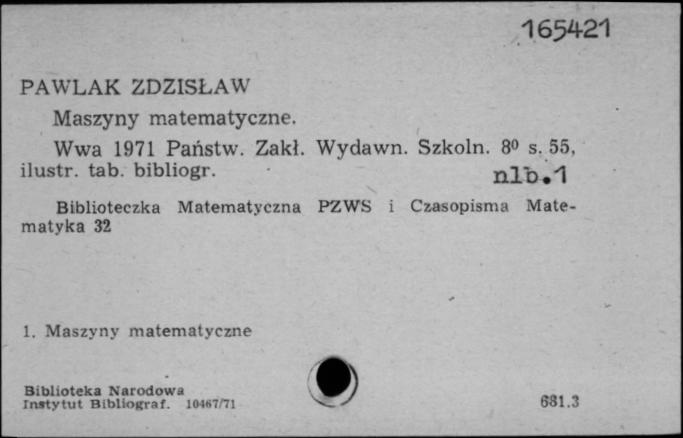 165421
PAWLAK ZDZISŁAW
Maszyny matematyczne.
Wwa 1971 Państw. Zakł. Wydawn. Szkoln. 8⁰ s. 55,
ilustr. tab. bibliogr. nlb.1
Biblioteczka Matematyczna PZWS i Czasopisma Mate-
matyka 32
1. Maszyny matematyczne
Biblioteka Narodowa
Instytut Bibliograf. 10467/71 681.3